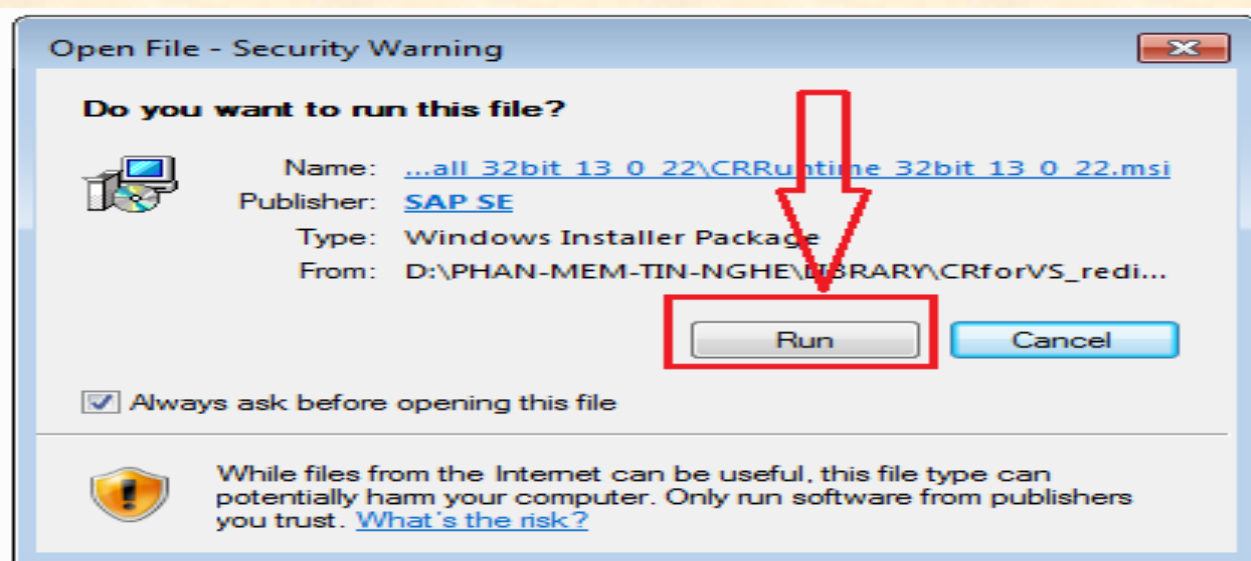 Open File - Security Warning
Do you want to run this file?
Name: ...all 32bit 13 0 22\CRRuntime 32bit 13 0 22.msi
Publisher: SAP SE
Type: Windows Installer Package
From: D:\PHAN-MEM-TIN-NGHE\LIBRARY\CRforVS_redi...
Run Cancel
Always ask before opening this file
While files from the Internet can be useful, this file type can
potentially harm your computer. Only run software from publishers
you trust. What's the risk?